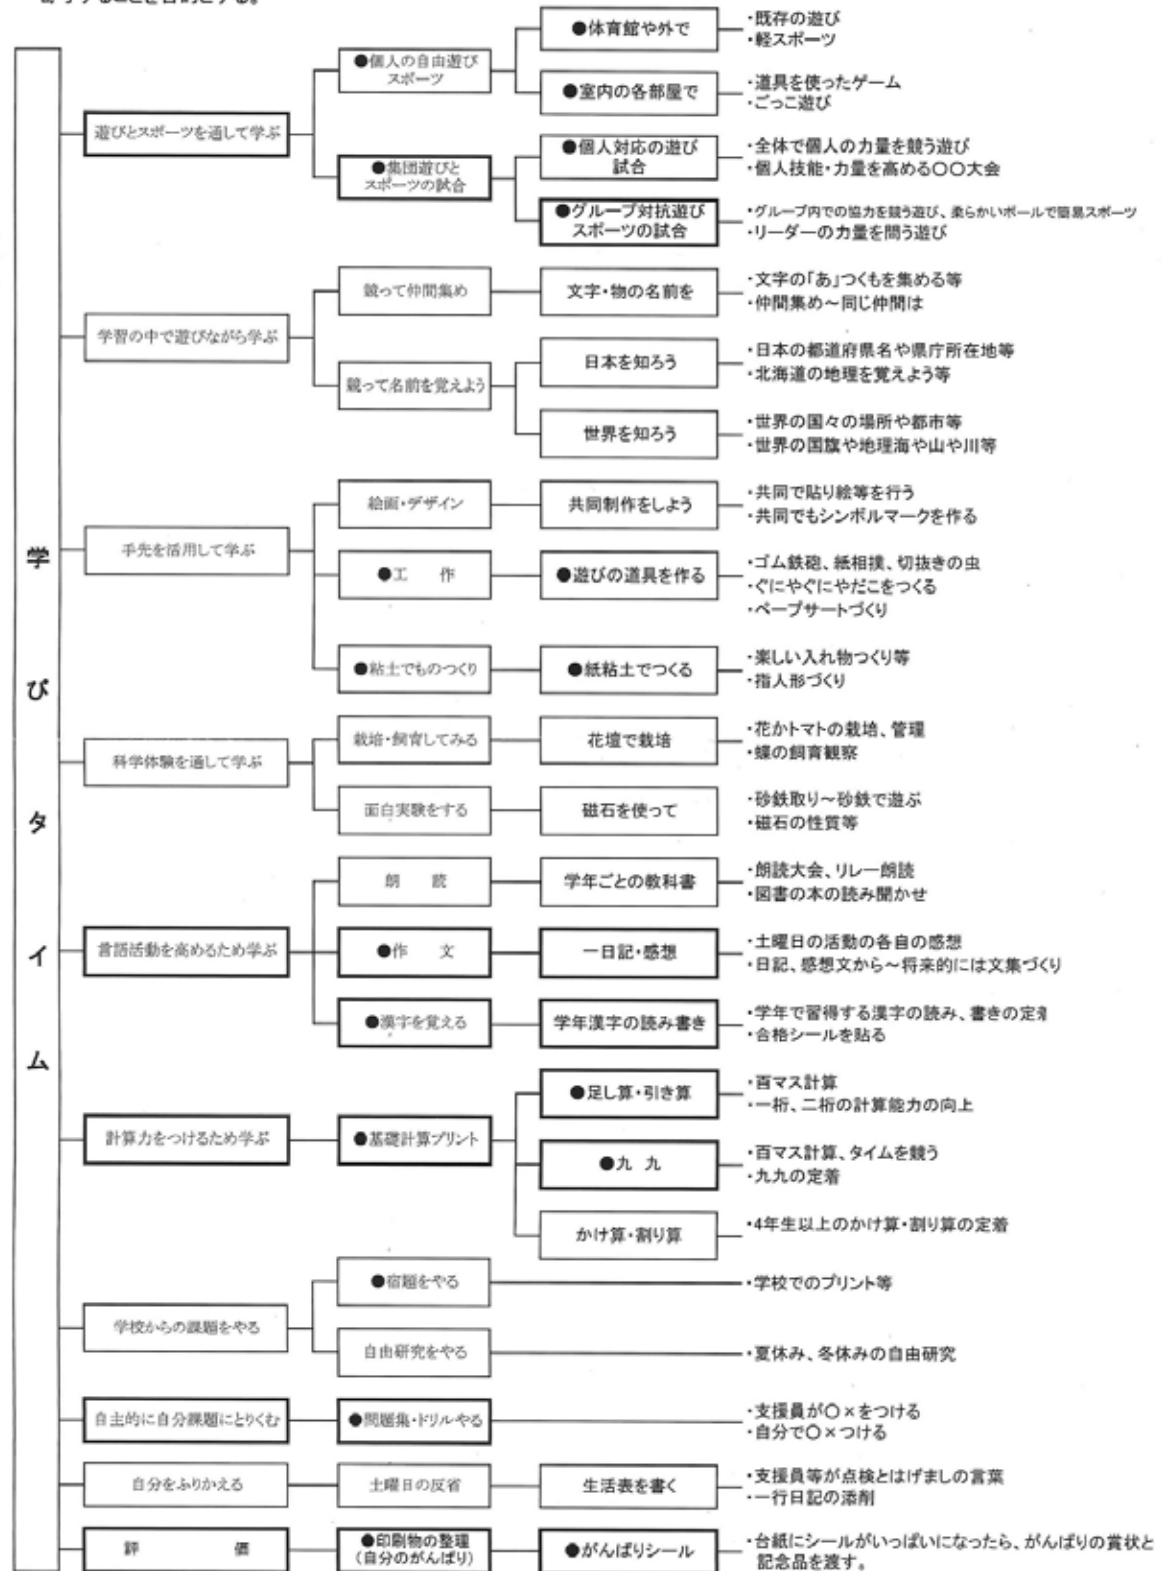 学びタイム
遊びとスポーツを通して学ぶ
●個人の自由遊び
スポーツ
●体育館や外で
・既存の遊び
・軽スポーツ
●室内の各部屋で
・道具を使ったゲーム
・ごっこ遊び
●集団遊びと
スポーツの試合
●個人対応の遊び
試合
・全体で個人の力量を競う遊び
・個人技能・力量を高める〇〇大会
●グループ対抗遊び
スポーツの試合
・グループ内での協力を競う遊び、柔らかいボールで簡易スポーツ
・リーダーの力量を問う遊び
学習の中で遊びながら学ぶ
競って仲間集め
文字・物の名前を
・文字の「あ」つくもを集める等
・仲間集め～同じ仲間は
競って名前を覚えよう
日本を知ろう
・日本の都道府県名や県庁所在地等
・北海道の地理を覚えよう等
世界を知ろう
・世界の国々の場所や都市等
・世界の国旗や地理海や山や川等
手先を活用して学ぶ
絵画・デザイン
共同制作をしよう
・共同で貼り絵等を行う
・共同でもシンボルマークを作る
●工　作
●遊びの道具を作る
・ゴム鉄砲、紙相撲、切抜きの虫
・ぐにやぐにやだこをつくる
・ペープサートづくり
●粘土でものつくり
●紙粘土でつくる
・楽しい入れ物つくり等
・指人形づくり
科学体験を通して学ぶ
栽培・飼育してみる
花壇で栽培
・花かトマトの栽培、管理
・蝶の飼育観察
面白実験をする
磁石を使って
・砂鉄取り～砂鉄で遊ぶ
・磁石の性質等
言語活動を高めるため学ぶ
朗　読
学年ごとの教科書
・朗読大会、リレー朗読
・図書の本の読み聞かせ
●作　文
一日記・感想
・土曜日の活動の各自の感想
・日記、感想文から～将来的には文集づくり
●漢字を覚える
学年漢字の読み書き
・学年で習得する漢字の読み、書きの定着
・合格シールを貼る
計算力をつけるため学ぶ
●基礎計算プリント
●足し算・引き算
・百マス計算
・一桁、二桁の計算能力の向上
●九　九
・百マス計算、タイムを競う
・九九の定着
かけ算・割り算
・4年生以上のかけ算・割り算の定着
学校からの課題をやる
●宿題をやる
・学校でのプリント等
自由研究をやる
・夏休み、冬休みの自由研究
自主的に自分課題にとりくむ
●問題集・ドリルやる
・支援員が〇×をつける
・自分で〇×つける
自分をふりかえる
土曜日の反省
生活表を書く
・支援員等が点検とはげましの言葉
・一行日記の添削
評　価
●印刷物の整理
(自分のがんばり)
●がんばりシール
・台紙にシールがいっぱいになったら、がんばりの賞状と
記念品を渡す。